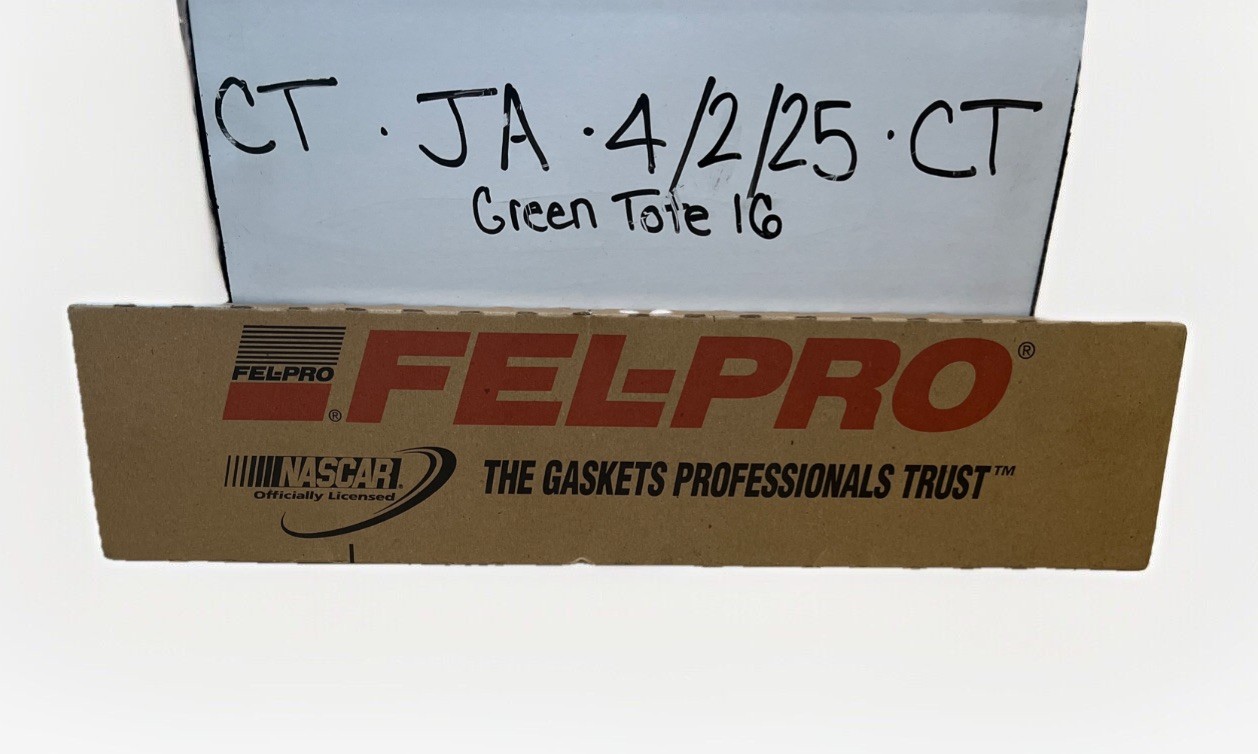 CT · JA · 4/2/25 · CT
Green Tote 16
FEL-PRO ®
FEL-PRO®
NASCAR®
Officially Licensed
THE GASKETS PROFESSIONALS TRUST™